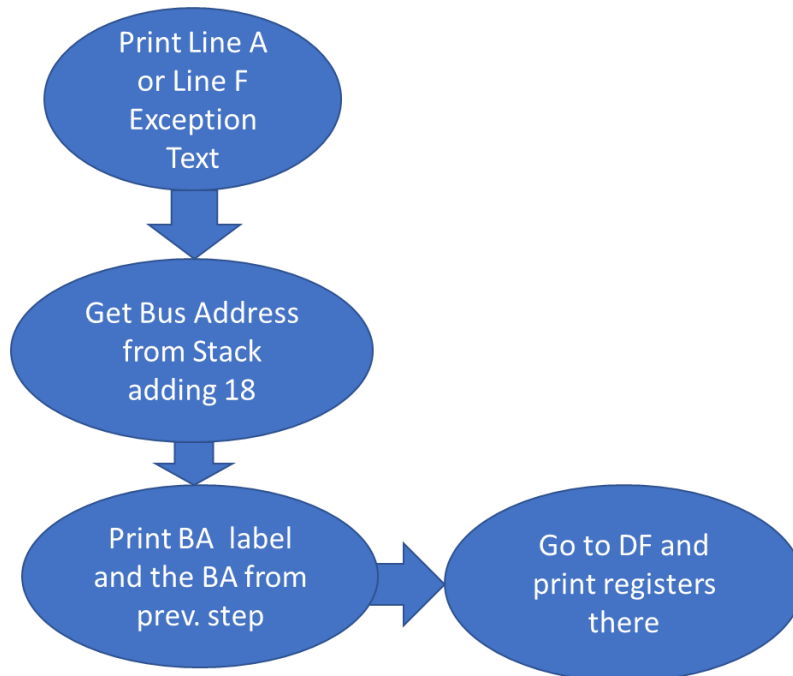 Print Line A
or Line F
Exception
Text
Get Bus Address
from Stack
adding 18
Print BA label
and the BA from
prev. step
Go to DF and
print registers
there